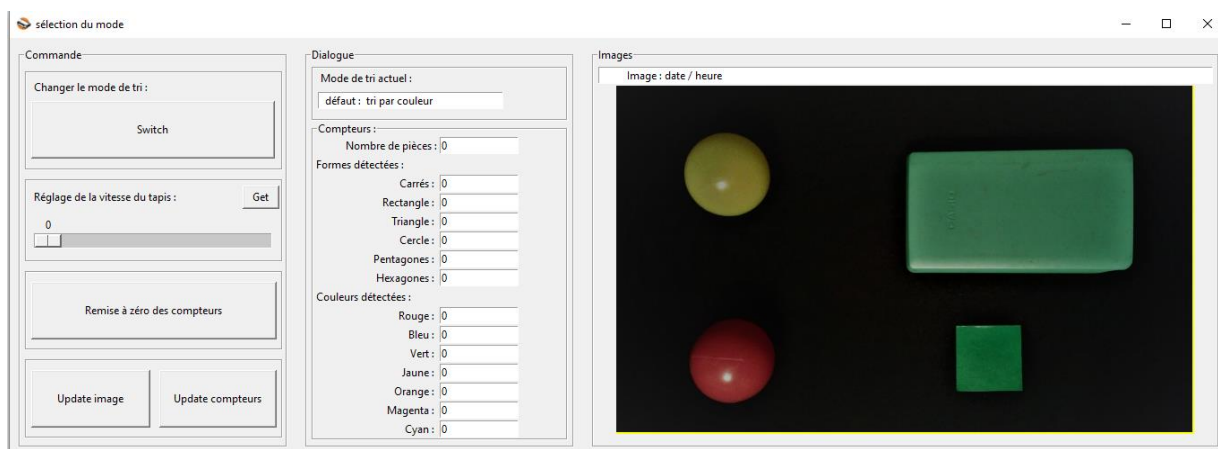 sélection du mode
Commande
Changer le mode de tri :
Switch
Réglage de la vitesse du tapis :
Get
0
Remise à zéro des compteurs
Update image
Update compteurs
Dialogue
Mode de tri actuel :
défaut : tri par couleur
Compteurs :
Nombre de pièces : 0
Formes détectées :
Carrés : 0
Rectangle : 0
Triangle : 0
Cercle : 0
Pentagones : 0
Hexagones : 0
Couleurs détectées :
Rouge : 0
Bleu : 0
Vert : 0
Jaune : 0
Orange : 0
Magenta : 0
Cyan : 0
Images
Image : date / heure